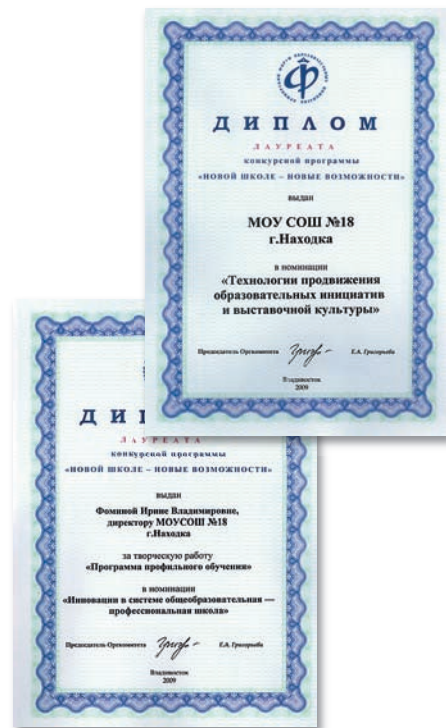 ДИПЛОМ
ЛАУРЕАТА
конкурсной программы
«НОВОЙ ШКОЛЕ – НОВЫЕ ВОЗМОЖНОСТИ»
выдан
МОУ СОШ №18
г.Находка
в номинации
«Технологии продвижения
образовательных инициатив
и выставочной культуры»
Председатель Оргкомитета Е.А. Григорьева
Владивосток
2009
ДИ
ЛАУРЕАТА
конкурсной программы
«НОВОЙ ШКОЛЕ – НОВЫЕ ВОЗМОЖНОСТИ»
выдан
Фоминой Ирине Владимировне,
директору МОУСОШ №18
г.Находка
за творческую работу
«Программа профильного обучения»
в номинации
«Инновации в системе общеобразовательная —
профессиональная школа»
Председатель Оргкомитета Е.А. Григорьева
Владивосток
2009